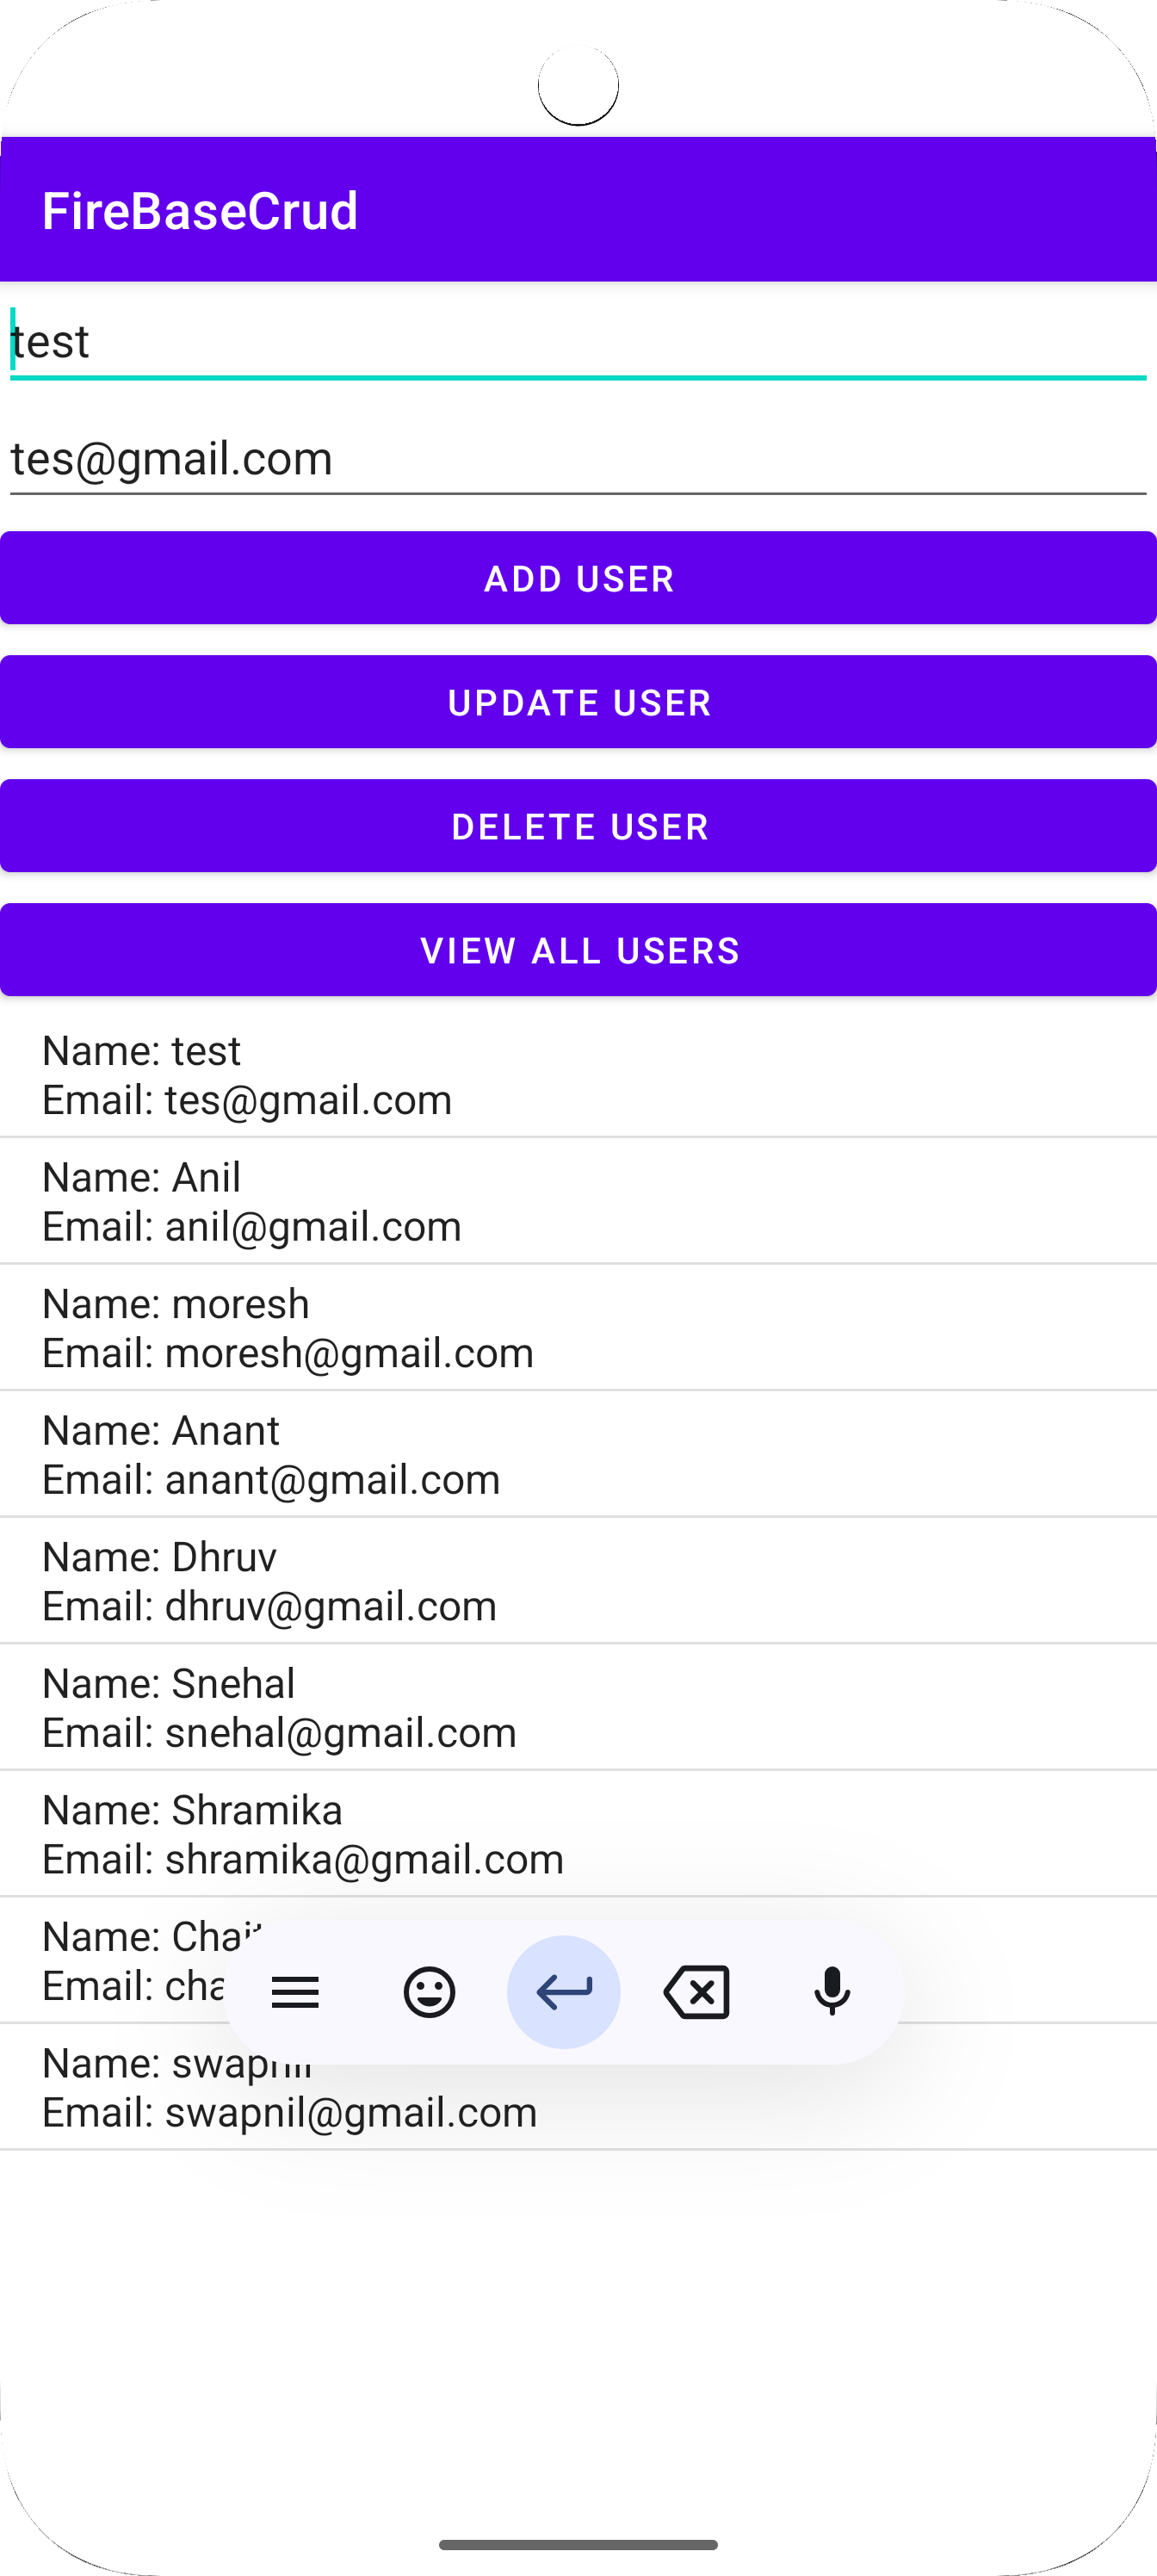 FireBaseCrud
test
tes@gmail.com
ADD USER
UPDATE USER
DELETE USER
VIEW ALL USERS
Name: test
Email: tes@gmail.com
Name: Anil
Email: anil@gmail.com
Name: moresh
Email: moresh@gmail.com
Name: Anant
Email: anant@gmail.com
Name: Dhruv
Email: dhruv@gmail.com
Name: Snehal
Email: snehal@gmail.com
Name: Shramika
Email: shramika@gmail.com
Name:
Email:
Name: swapnil
Email: swapnil@gmail.com